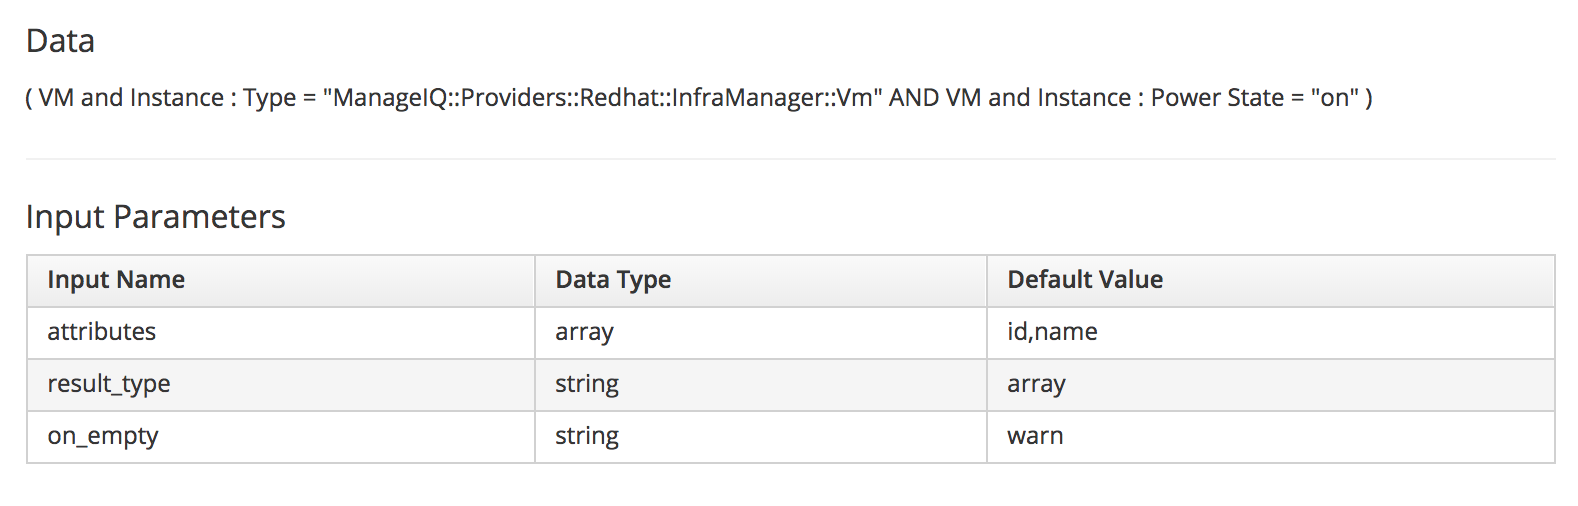 Data
( VM and Instance : Type = "ManageIQ::Providers::Redhat::InfraManager::Vm" AND VM and Instance : Power State = "on" )
Input Parameters
Input Name Data Type Default Value
attributes array id,name
result_type string array
on_empty string warn